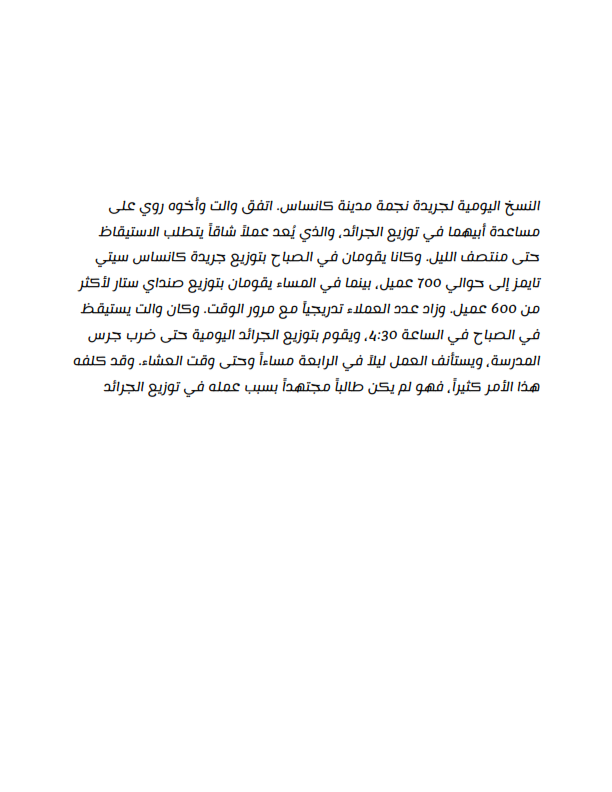 النسخ اليومية لجريدة نجمة مدينة كانساس. اتفق والت وأخوه روي على
مساعدة أبيهما في توزيع الجرائد، والذي يُعد عملاً شاقاً يتطلب الاستيقاظ
حتى منتصف الليل. وكانا يقومان في الصباح بتوزيع جريدة كانساس سيتي
تايمز إلى حوالي 700 عميل، بينما في المساء يقومان بتوزيع صنداي ستار لأكثر
من 600 عميل. وزاد عدد العملاء تدريجياً مع مرور الوقت. وكان والت يستيقظ
في الصباح في الساعة 4:30، ويقوم بتوزيع الجرائد اليومية حتى ضرب جرس
المدرسة، ويستأنف العمل ليلاً في الرابعة مساءاً وحتى وقت العشاء. وقد كلفه
هذا الأمر كثيراً، فهو لم يكن طالباً مجتهداً بسبب عمله في توزيع الجرائد